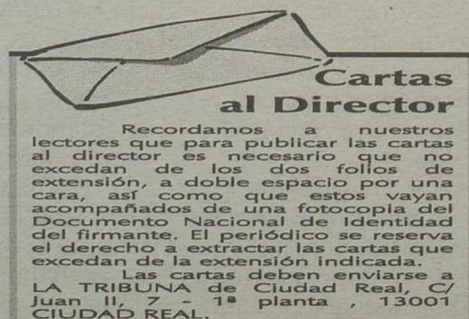 Cartas
al Director
Recordamos a nuestros
lectores que para publicar las cartas
al director es necesario que no
excedan de los dos folios de
extensión, a doble espacio por una
cara, así como que estos vayan
acompañados de una fotocopia del
Documento Nacional de Identidad
del firmante. El periódico se reserva
el derecho a extractar las cartas que
excedan de la extensión indicada.
Las cartas deben enviarse a
LA TRIBUNA de Ciudad Real, C/
Juan II, 7 - 1ª planta , 13001
CIUDAD REAL.